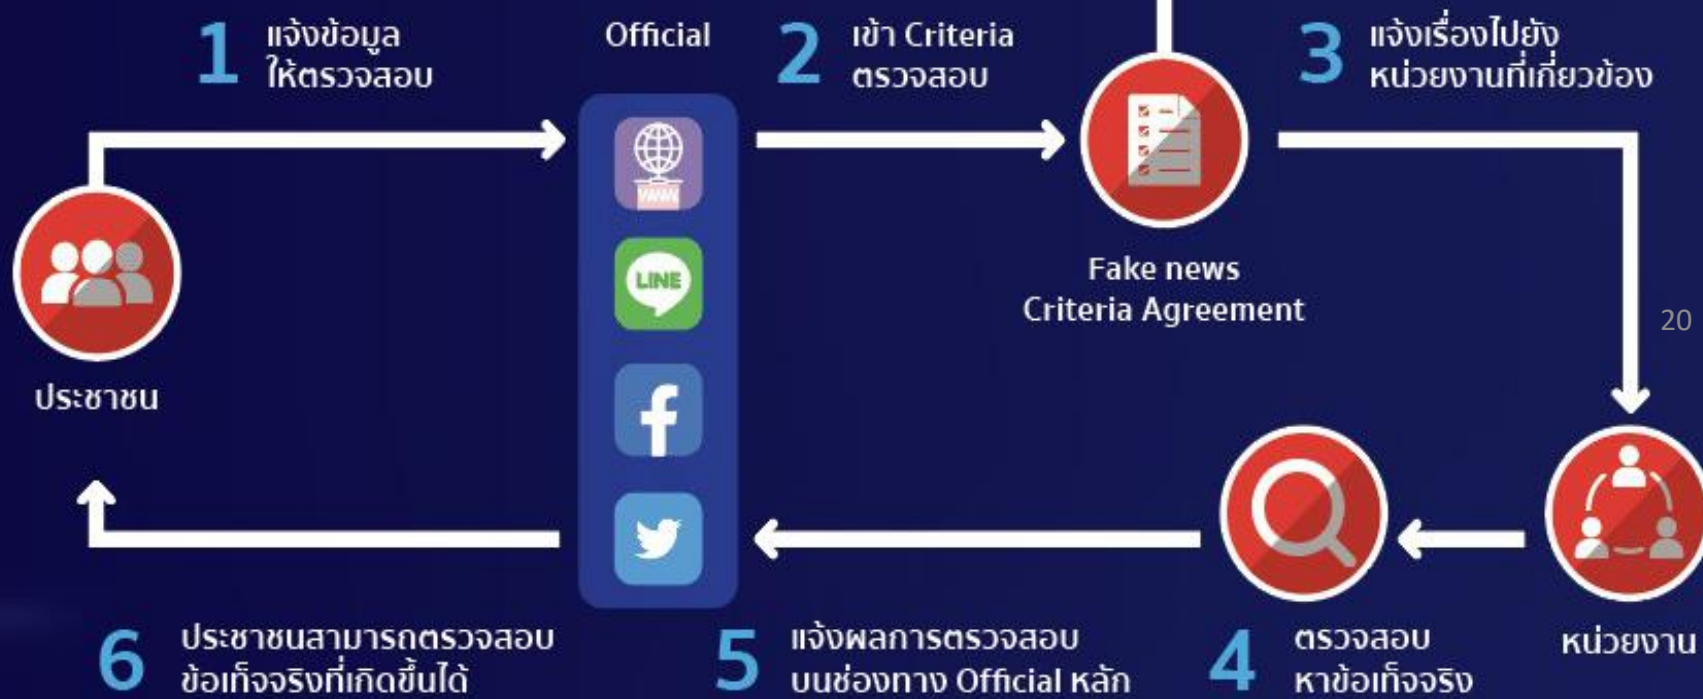 1
แจ้งข้อมูล
ให้ตรวจสอบ
Official
2
เข้า Criteria
ตรวจสอบ
3
แจ้งเรื่องไปยัง
หน่วยงานที่เกี่ยวข้อง
WWW
LINE
Fake news
Criteria Agreement
20
ประชาชน
หน่วยงาน
6
ประชาชนสามารถตรวจสอบ
ข้อเท็จจริงที่เกิดขึ้นได้
5
แจ้งผลการตรวจสอบ
บนช่องทาง Official หลัก
4
ตรวจสอบ
หาข้อเท็จจริง